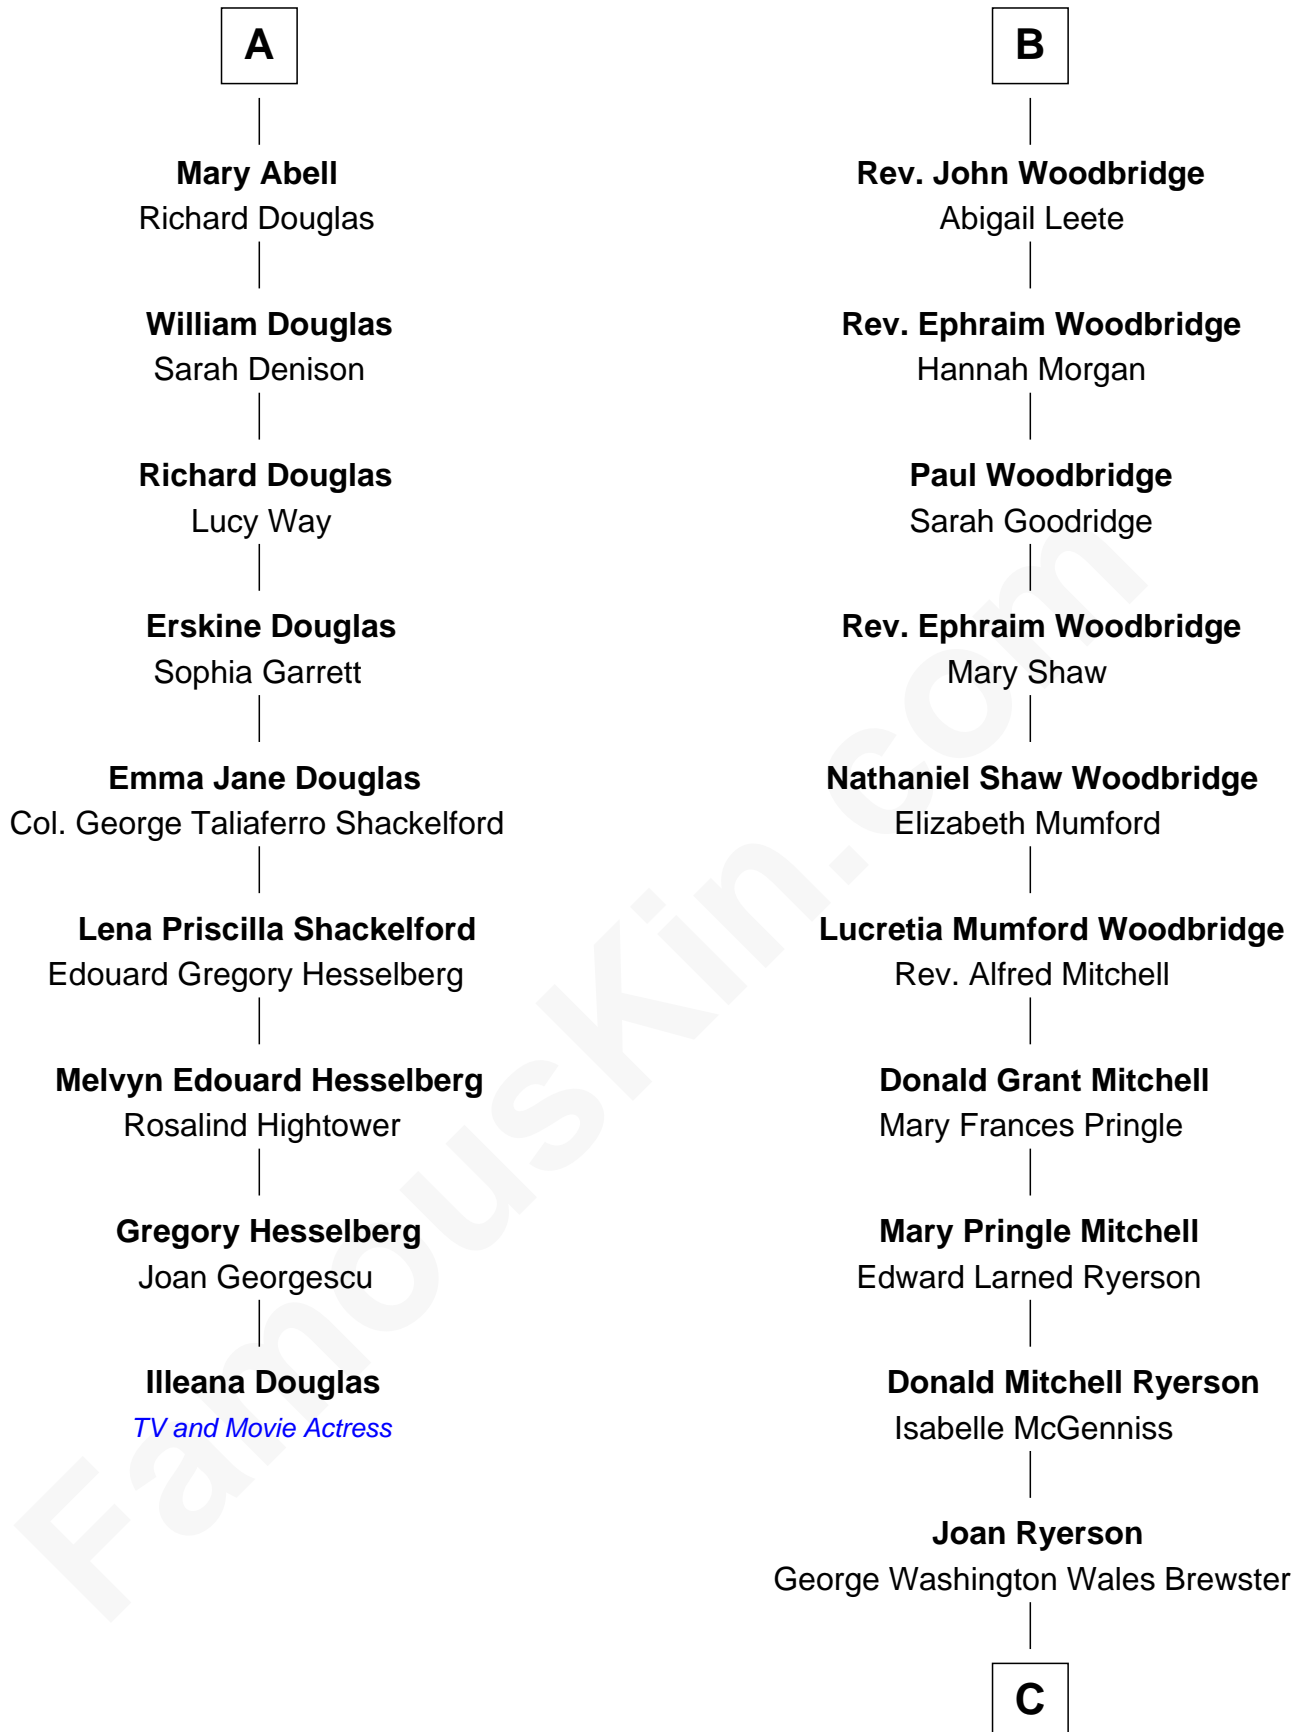 A
Mary Abell
Richard Douglas
William Douglas
Sarah Denison
Richard Douglas
Lucy Way
Erskine Douglas
Sophia Garrett
Emma Jane Douglas
Col. George Taliaferro Shackelford
Lena Priscilla Shackelford
Edouard Gregory Hesselberg
Melvyn Edouard Hesselberg
Rosalind Hightower
Gregory Hesselberg
Joan Georgescu
Illeana Douglas
TV and Movie Actress
B
Rev. John Woodbridge
Abigail Leete
Rev. Ephraim Woodbridge
Hannah Morgan
Paul Woodbridge
Sarah Goodridge
Rev. Ephraim Woodbridge
Mary Shaw
Nathaniel Shaw Woodbridge
Elizabeth Mumford
Lucretia Mumford Woodbridge
Rev. Alfred Mitchell
Donald Grant Mitchell
Mary Frances Pringle
Mary Pringle Mitchell
Edward Larned Ryerson
Donald Mitchell Ryerson
Isabelle McGenniss
Joan Ryerson
George Washington Wales Brewster
C
FamousKin.com